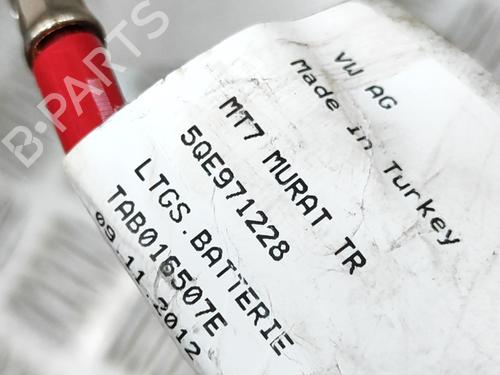 VW AG
Made in Turkey
MT7 MURAT TR
5QE971228
LTGS.BATTERIE
TAB016507E
09.11.2012
B-PARTS